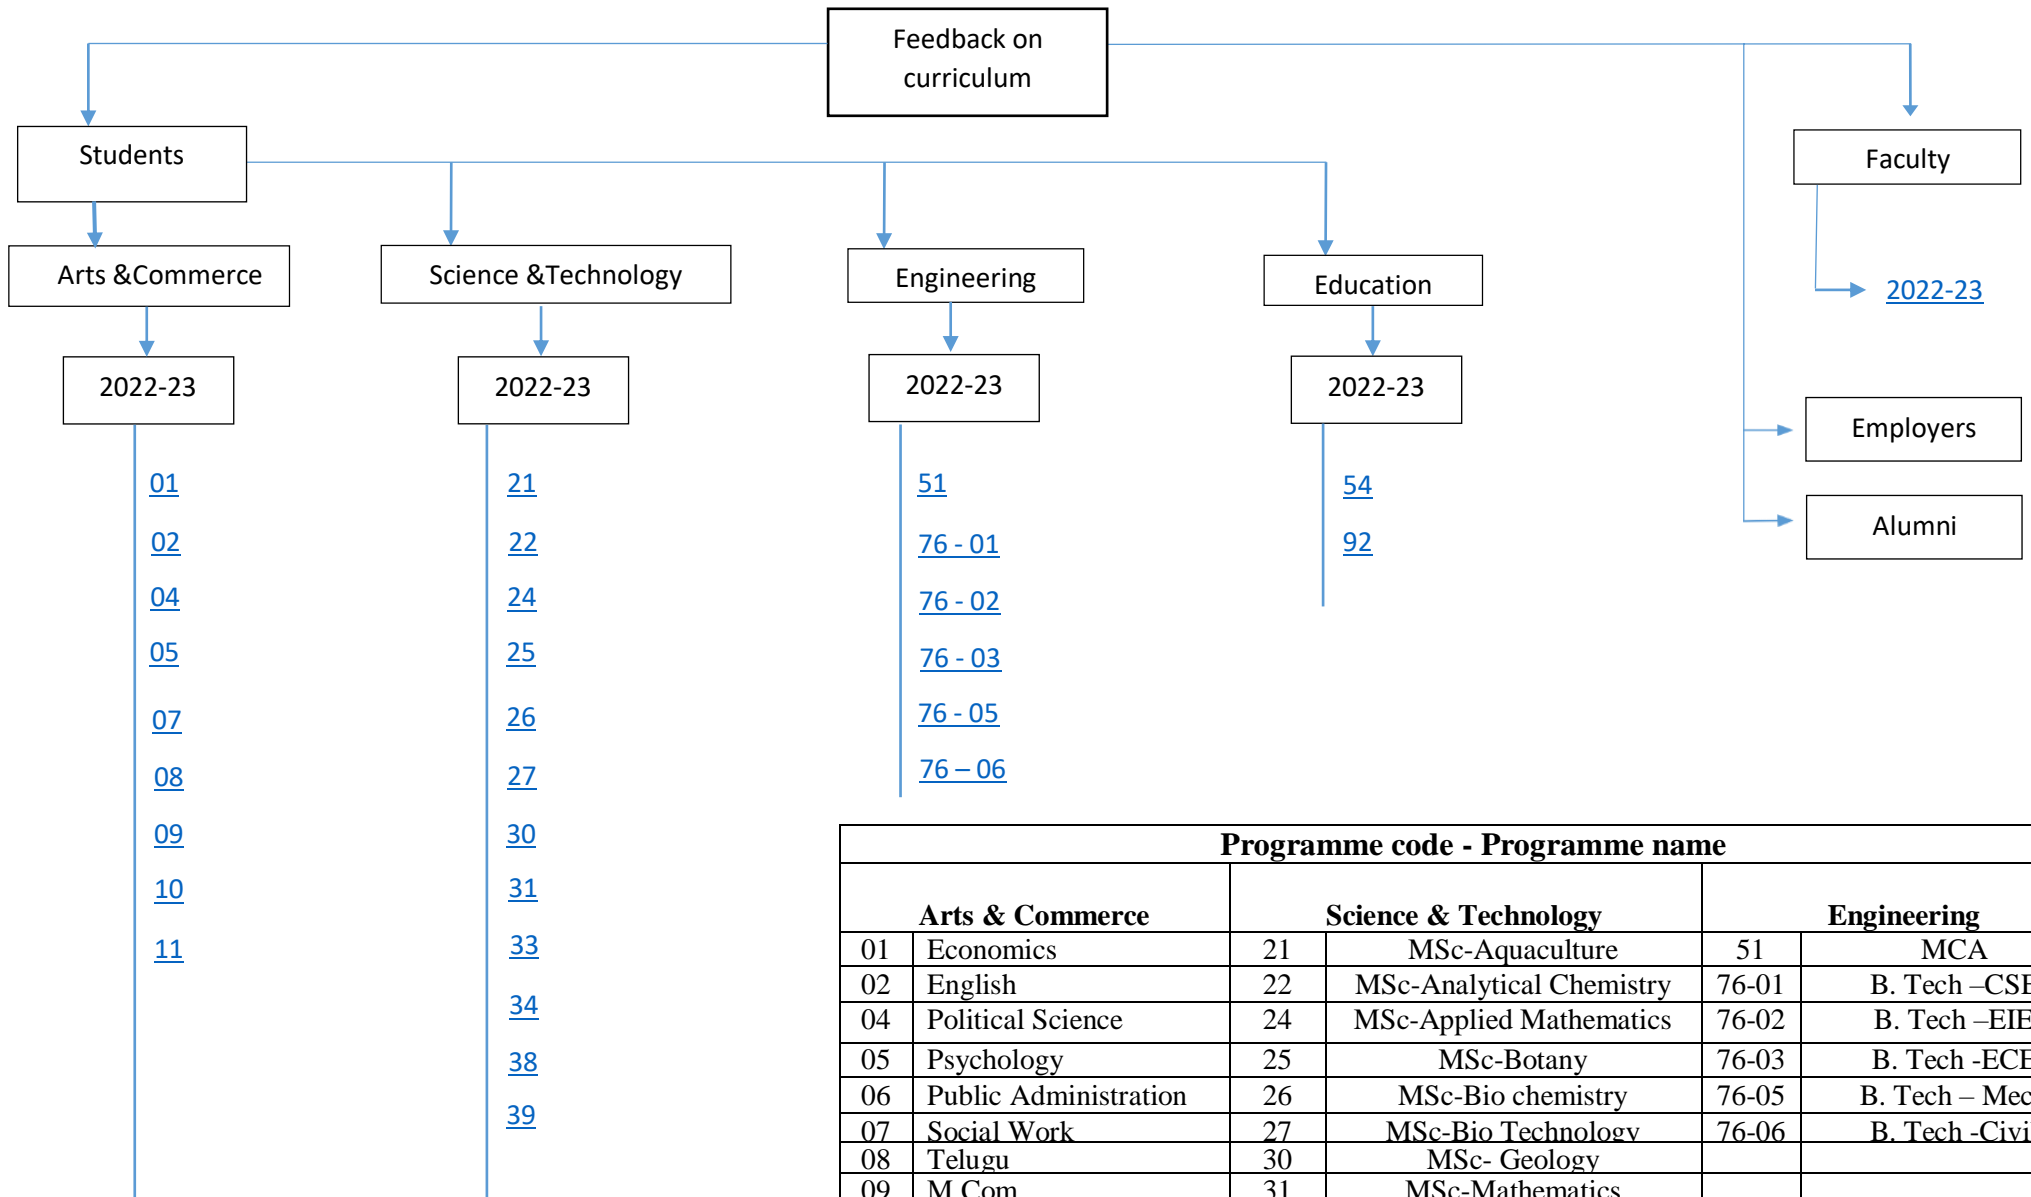 Feedback on
curriculum
Students
Faculty
Arts &Commerce
Science &Technology
Engineering
Education
2022-23
2022-23
2022-23
2022-23
2022-23
Employers
Alumni
01
02
04
05
07
08
09
10
11
21
22
24
25
26
27
30
31
33
34
38
39
51
76 - 01
76 - 02
76 - 03
76 - 05
76 – 06
54
92
Programme code - Programme name
Arts & Commerce Science & Technology Engineering
01 Economics 21 MSc-Aquaculture 51 MCA
02 English 22 MSc-Analytical Chemistry 76-01 B. Tech –CSE
04 Political Science 24 MSc-Applied Mathematics 76-02 B. Tech –EIE
05 Psychology 25 MSc-Botany 76-03 B. Tech -ECE
06 Public Administration 26 MSc-Bio chemistry 76-05 B. Tech – Mec
07 Social Work 27 MSc-Bio Technology 76-06 B. Tech -Civi
08 Telugu 30 MSc- Geology
09 M.Com 31 MSc-Mathematics